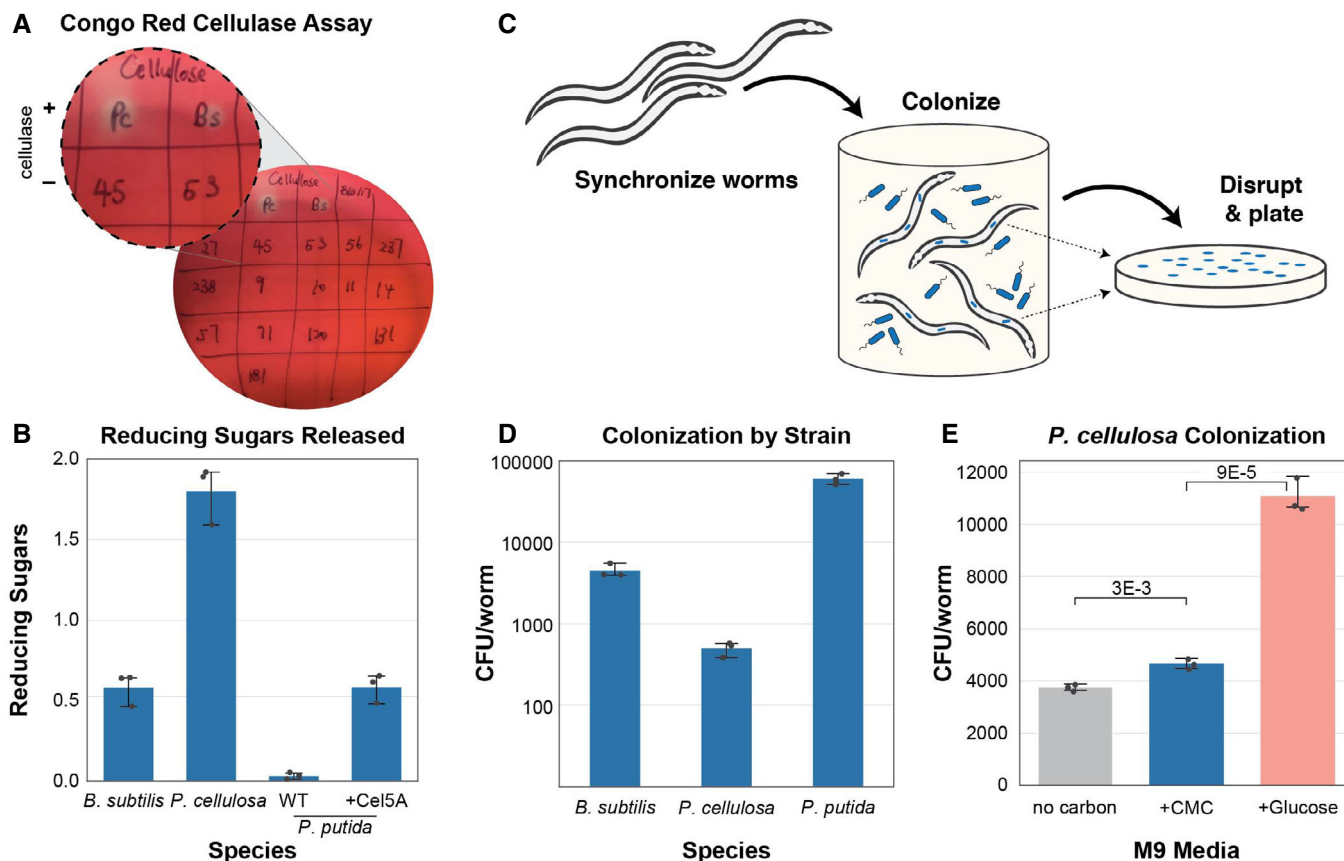 A Congo Red Cellulase Assay
cellulase
+
–
Cellulose
Pc Bs
45 53
Cellulose
Pc Bs
27 45 53 56 237
238 9 10 11 14
57 71 120 131
181
B Reducing Sugars Released
Reducing Sugars
2.0
1.5
1.0
0.5
0.0
B. subtilis P. cellulosa WT +Cel5A
P. putida
Species
C
Synchronize worms
Colonize
Disrupt
& plate
D Colonization by Strain
CFU/worm
100000
10000
1000
100
B. subtilis P. cellulosa P. putida
Species
E P. cellulosa Colonization
CFU/worm
12000
10000
8000
6000
4000
2000
0
9E-5
3E-3
no carbon +CMC +Glucose
M9 Media